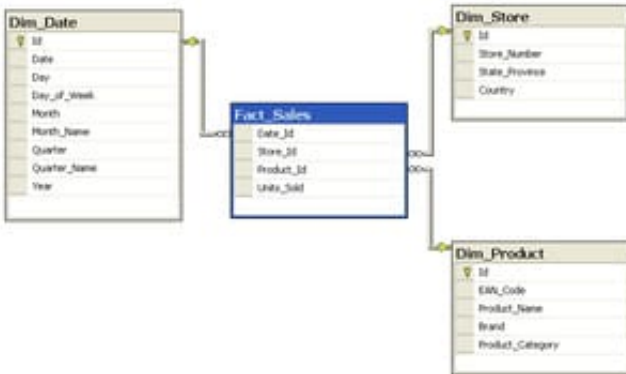 Dim_Date
Id
Date
Day
Day_of_Week
Month
Month_Name
Quarter
Quarter_Name
Year
Fact_Sales
Date_Id
Store_Id
Product_Id
Units_Sold
Dim_Store
Id
Store_Number
State_Province
Country
Dim_Product
Id
EAN_Code
Product_Name
Brand
Product_Category